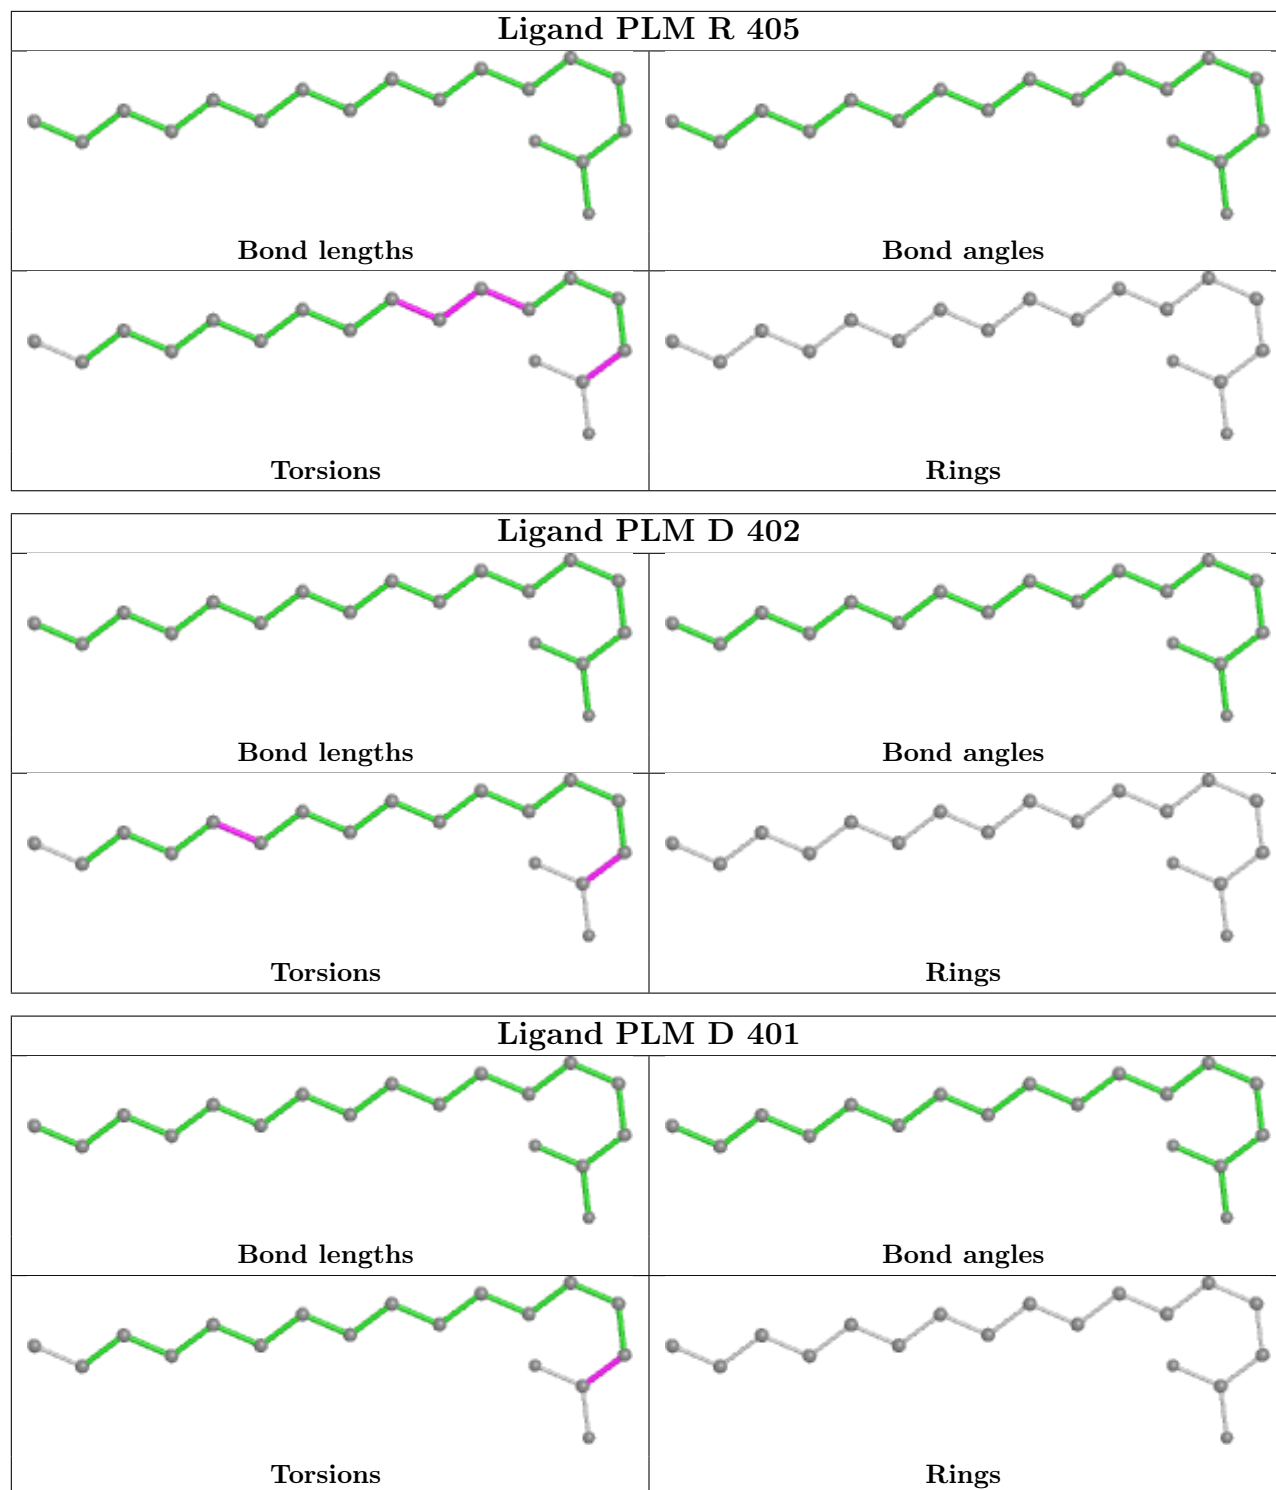 Ligand PLM R 405
Bond lengths
Bond angles
Torsions
Rings
Ligand PLM D 402
Bond lengths
Bond angles
Torsions
Rings
Ligand PLM D 401
Bond lengths
Bond angles
Torsions
Rings